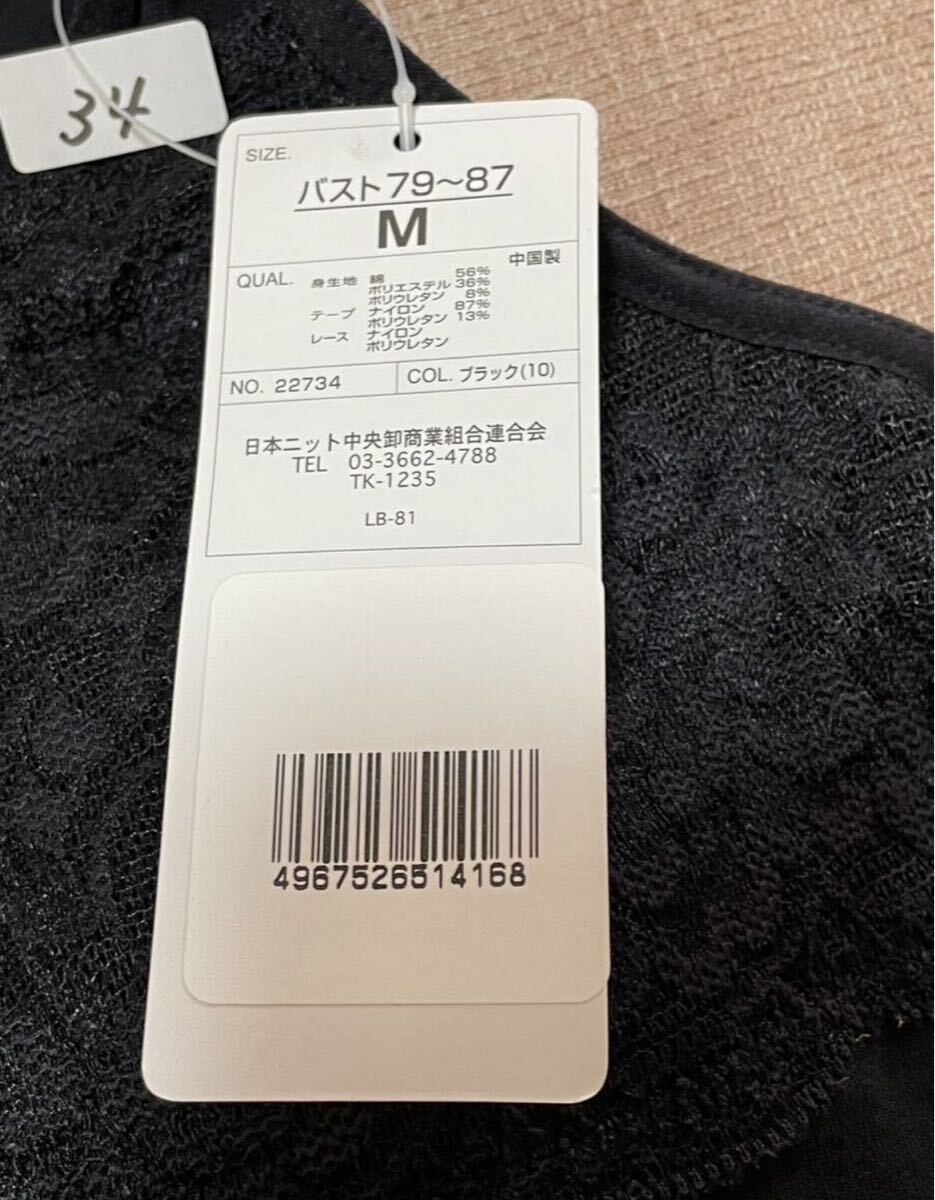 34
SIZE.
バスト79～87
M
中国製
QUAL. 身生地 綿 56%
ポリエステル 36%
ポリウレタン 8%
テープ ナイロン 87%
ポリウレタン 13%
レース ナイロン
ポリウレタン
NO. 22734 COL. ブラック(10)
日本ニット中央卸商業組合連合会
TEL 03-3662-4788
TK-1235
LB-81
4967526514168